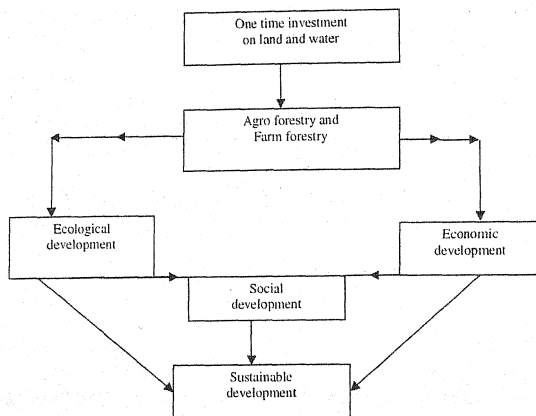 One time investment
on land and water
Agro forestry and
Farm forestry
Ecological
development
Economic
development
Social
development
Sustainable
development